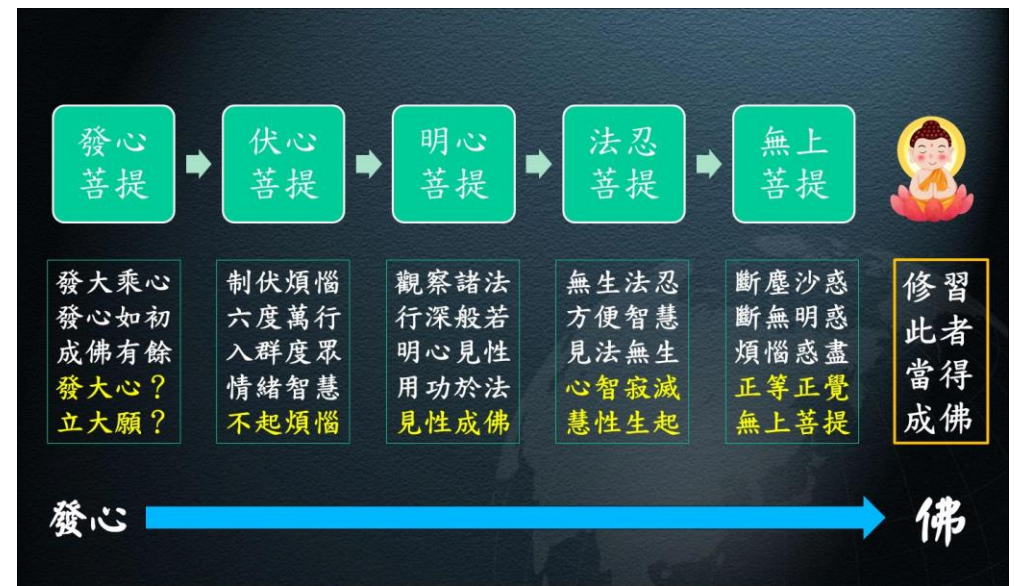 發心
菩提
伏心
菩提
明心
菩提
法忍
菩提
無上
菩提
發大乘心
發心如初
成佛有餘
發大心？
立大願？
制伏煩惱
六度萬行
入群度眾
情緒智慧
不起煩惱
觀察諸法
行深般若
明心見性
用功於法
見性成佛
無生法忍
方便智慧
見法無生
心智寂滅
慧性生起
斷塵沙惑
斷無明惑
煩惱惑盡
正等正覺
無上菩提
修習
此者
當得
成佛
發心
佛